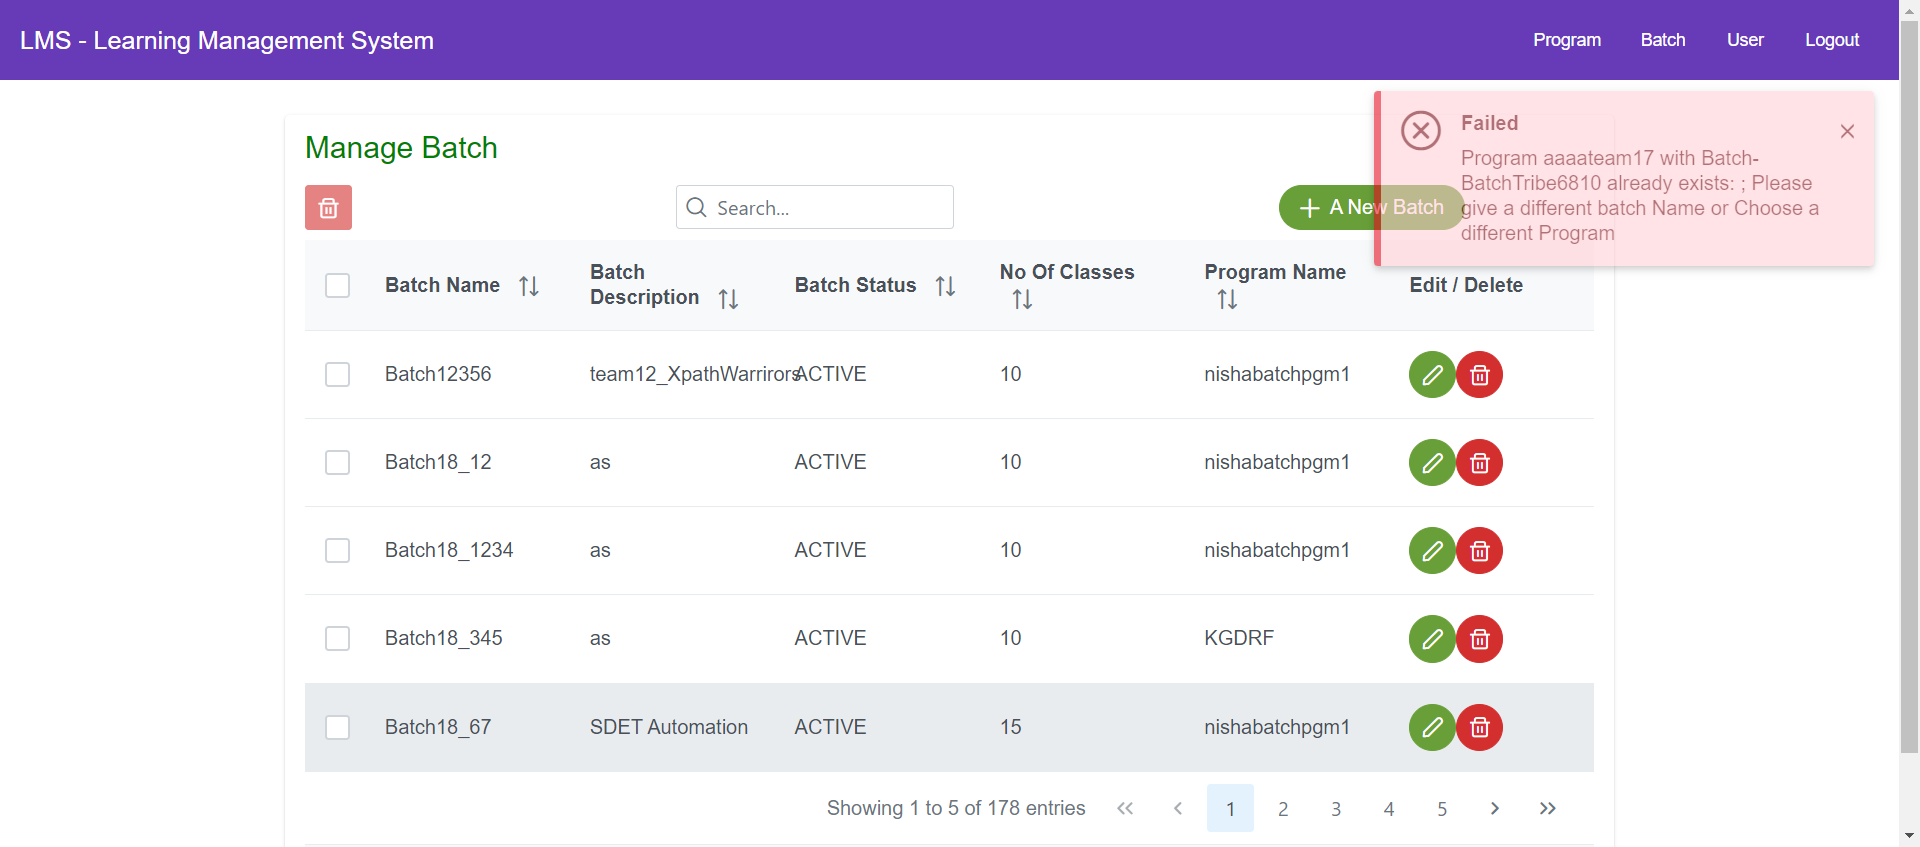 LMS - Learning Management System
Program Batch User Logout
Failed
Program aaaateam17 with Batch-
BatchTribe6810 already exists: ; Please
give a different batch Name or Choose a
different Program
Manage Batch
Search...
A New Batch
Batch Name Batch Description Batch Status No Of Classes Program Name Edit / Delete
Batch12356 team12_XpathWarrirors ACTIVE 10 nishabatchpgm1
Batch18_12 as ACTIVE 10 nishabatchpgm1
Batch18_1234 as ACTIVE 10 nishabatchpgm1
Batch18_345 as ACTIVE 10 KGDRF
Batch18_67 SDET Automation ACTIVE 15 nishabatchpgm1
Showing 1 to 5 of 178 entries 1 2 3 4 5